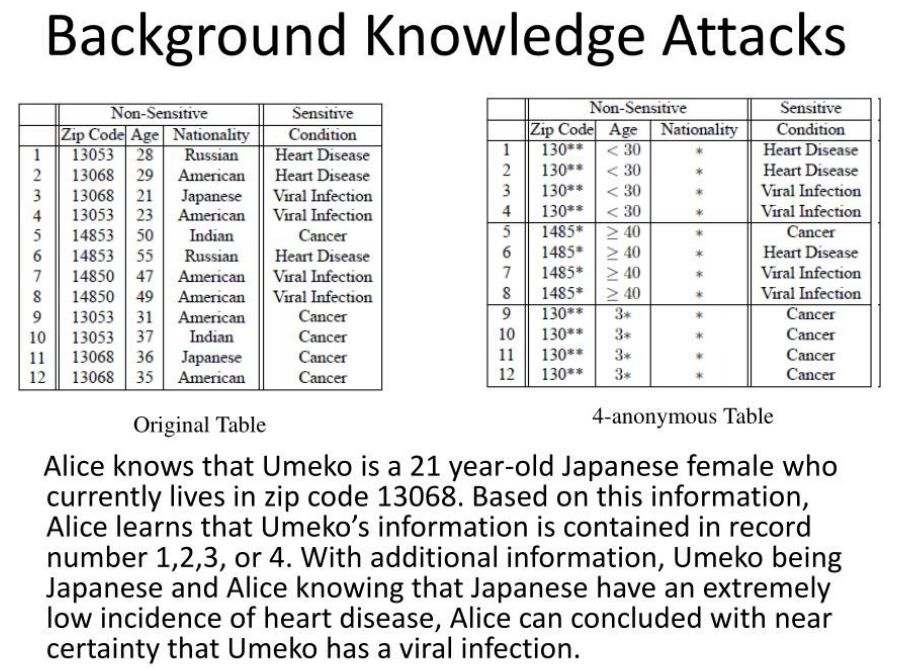 Background Knowledge Attacks
Non-Sensitive Sensitive
Zip Code Age Nationality Condition
1 13053 28 Russian Heart Disease
2 13068 29 American Heart Disease
3 13068 21 Japanese Viral Infection
4 13053 23 American Viral Infection
5 14853 50 Indian Cancer
6 14853 55 Russian Heart Disease
7 14850 47 American Viral Infection
8 14850 49 American Viral Infection
9 13053 31 American Cancer
10 13053 37 Indian Cancer
11 13068 36 Japanese Cancer
12 13068 35 American Cancer
Original Table
Non-Sensitive Sensitive
Zip Code Age Nationality Condition
1 130** < 30 * Heart Disease
2 130** < 30 * Heart Disease
3 130** < 30 * Viral Infection
4 130** < 30 * Viral Infection
5 1485* ≥ 40 * Cancer
6 1485* ≥ 40 * Heart Disease
7 1485* ≥ 40 * Viral Infection
8 1485* ≥ 40 * Viral Infection
9 130** 3* * Cancer
10 130** 3* * Cancer
11 130** 3* * Cancer
12 130** 3* * Cancer
4-anonymous Table
Alice knows that Umeko is a 21 year-old Japanese female who
currently lives in zip code 13068. Based on this information,
Alice learns that Umeko’s information is contained in record
number 1,2,3, or 4. With additional information, Umeko being
Japanese and Alice knowing that Japanese have an extremely
low incidence of heart disease, Alice can concluded with near
certainty that Umeko has a viral infection.